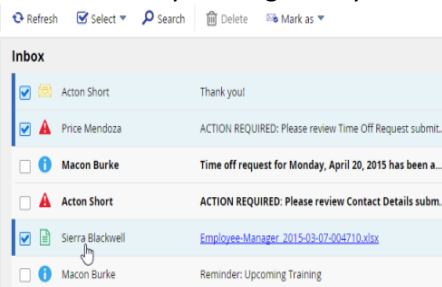 Refresh Select Search Delete Mark as
Inbox
Acton Short Thank you!
Price Mendoza ACTION REQUIRED: Please review Time Off Request submit...
Macon Burke Time off request for Monday, April 20, 2015 has been a...
Acton Short ACTION REQUIRED: Please review Contact Details subm...
Sierra Blackwell Employee-Manager_2015-03-07-004710.xlsx
Macon Burke Reminder: Upcoming Training